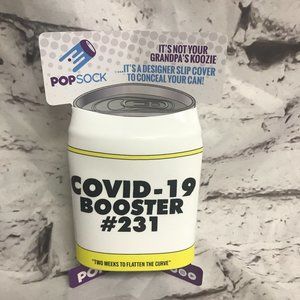 POPSOCK
IT'S NOT YOUR
GRANDPA'S KOOZIE
...IT'S A DESIGNER SLIP COVER
TO CONCEAL YOUR CAN!
COVID-19
BOOSTER
#231
"TWO WEEKS TO FLATTEN THE CURVE"